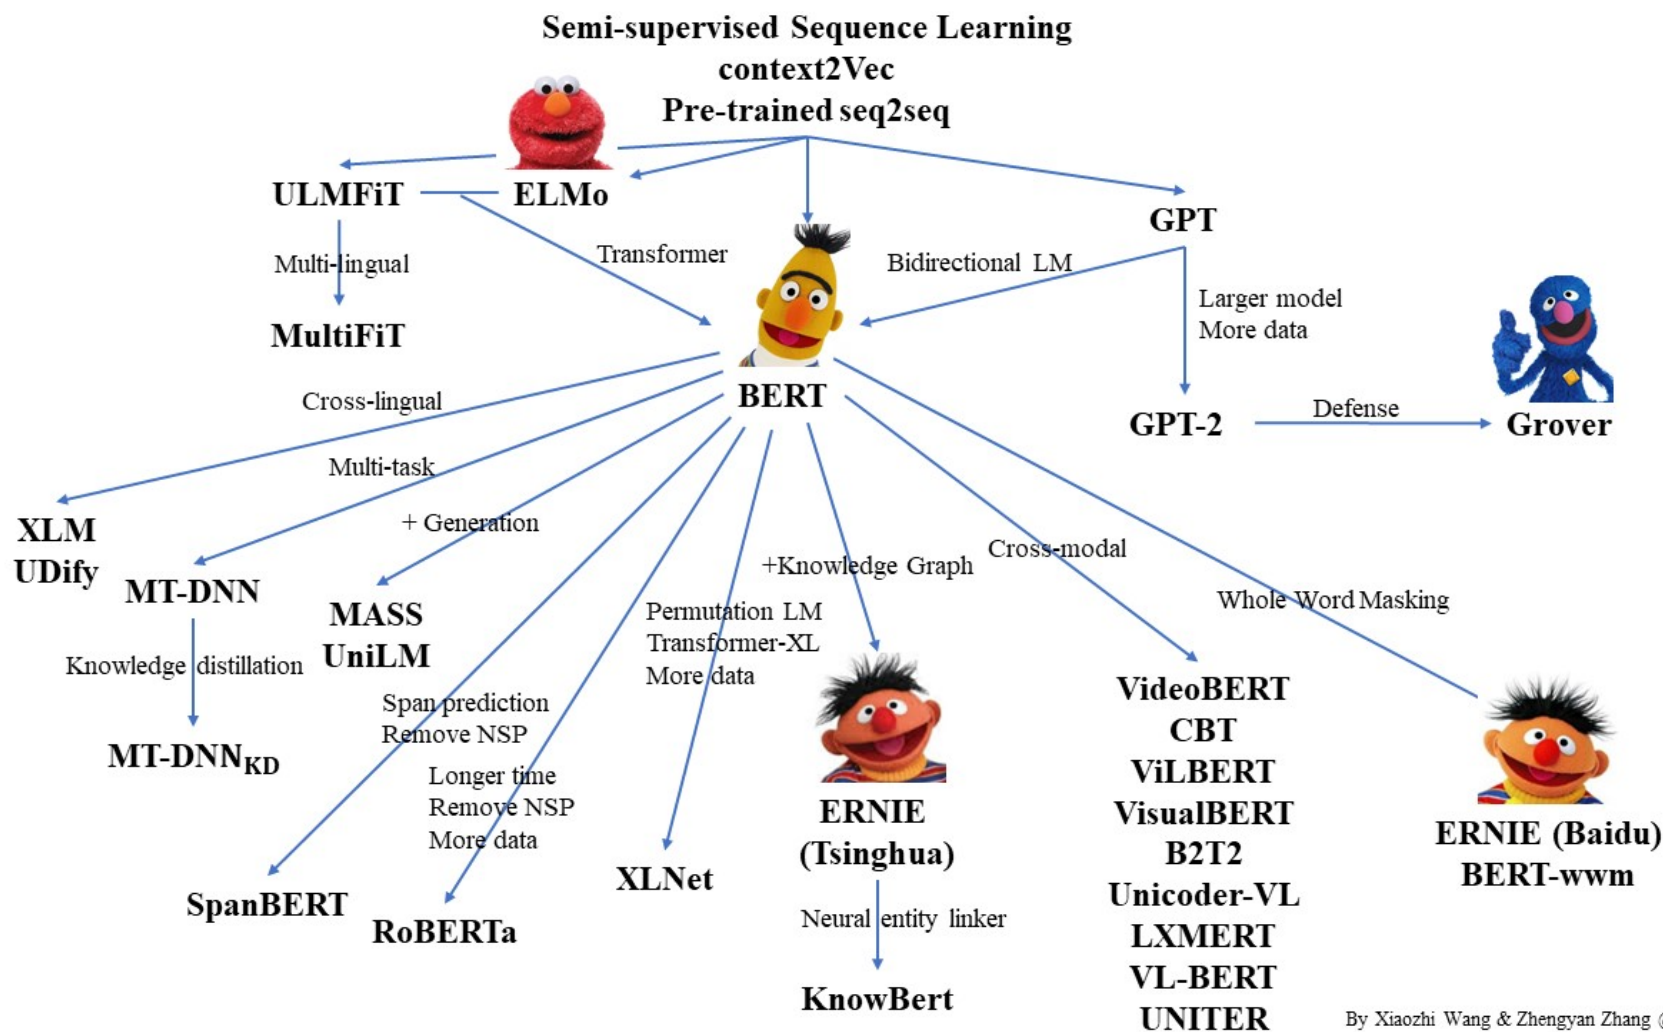 Semi-supervised Sequence Learning
context2Vec
Pre-trained seq2seq
ULMFiT
ELMo
GPT
Multi-lingual
Transformer
Bidirectional LM
Larger model
More data
MultiFiT
BERT
GPT-2
Defense
Grover
Cross-lingual
Multi-task
+ Generation
+Knowledge Graph
Cross-modal
Whole Word Masking
XLM
UDify
MT-DNN
MASS
UniLM
Permutation LM
Transformer-XL
More data
Knowledge distillation
Span prediction
Remove NSP
MT-DNNKD
Longer time
Remove NSP
More data
SpanBERT
RoBERTa
XLNet
ERNIE
(Tsinghua)
Neural entity linker
KnowBert
VideoBERT
CBT
ViLBERT
VisualBERT
B2T2
Unicoder-VL
LXMERT
VL-BERT
UNITER
ERNIE (Baidu)
BERT-wwm
By Xiaozhi Wang & Zhengyan Zhang @